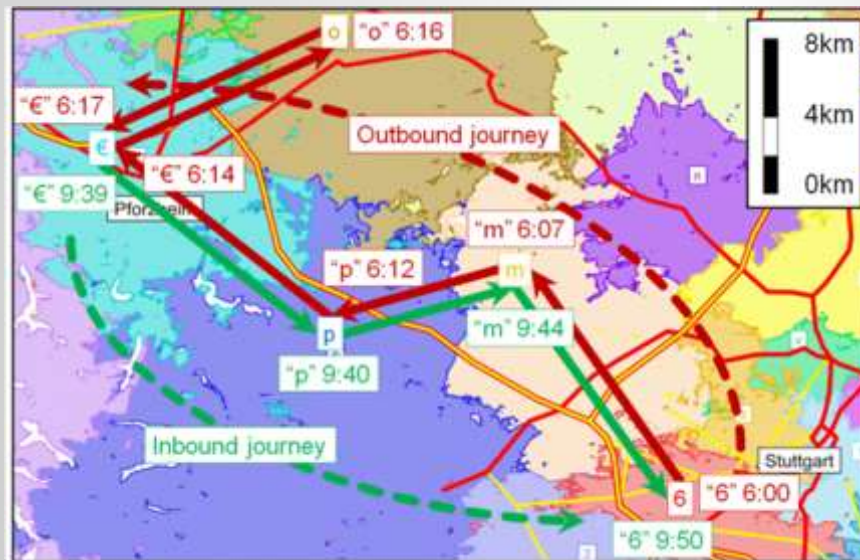 o
"o" 6:16
8km
"€" 6:17
Outbound journey
4km
€
"€" 6:14
0km
"€" 9:39
Pforzheim
n
"m" 6:07
"p" 6:12
m
p
"m" 9:44
"p" 9:40
Inbound journey
Stuttgart
6
"6" 6:00
"6" 9:50